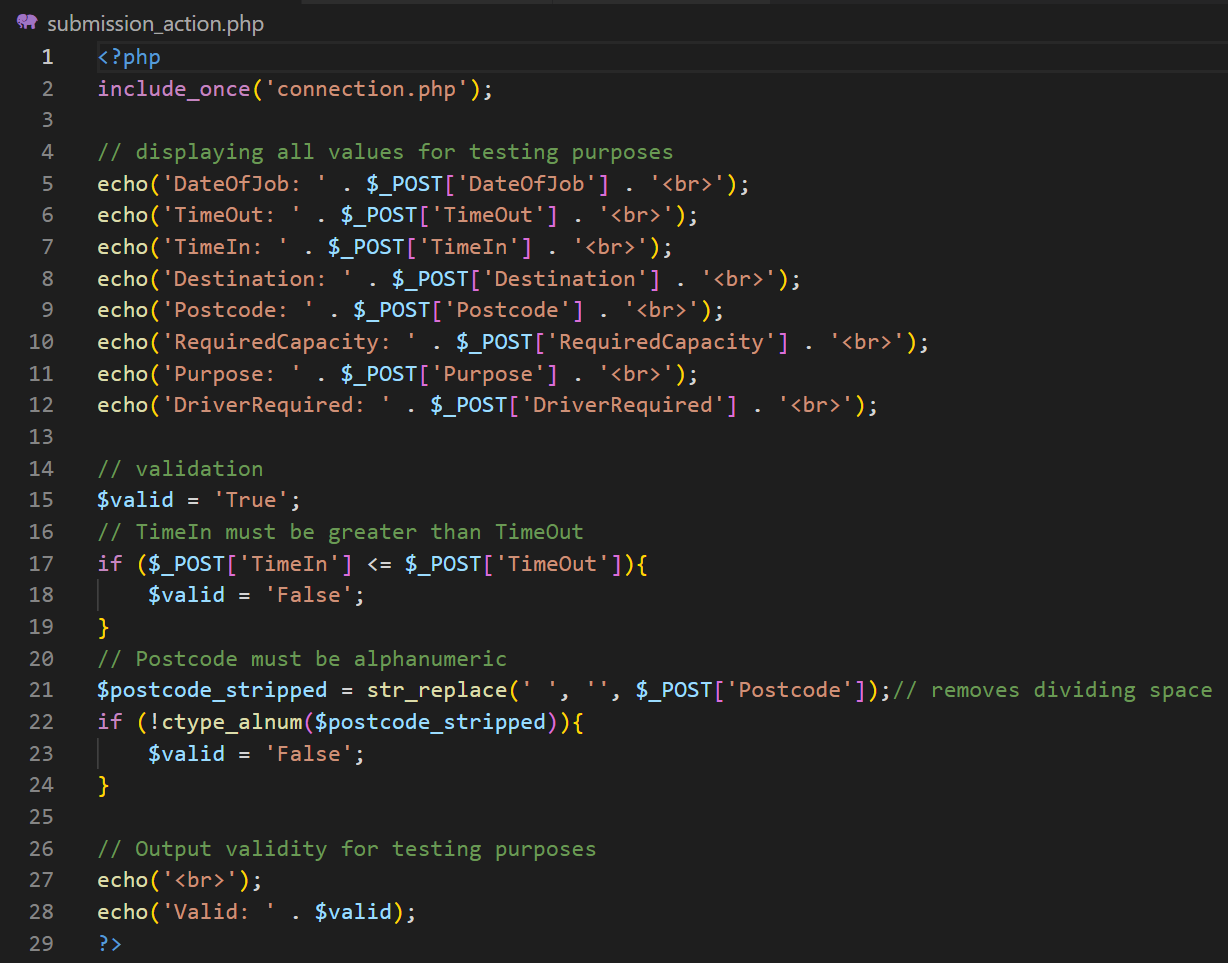 submission_action.php
1 <?php
2 include_once('connection.php');
3
4 // displaying all values for testing purposes
5 echo('DateOfJob: ' . $_POST['DateOfJob'] . '<br>');
6 echo('TimeOut: ' . $_POST['TimeOut'] . '<br>');
7 echo('TimeIn: ' . $_POST['TimeIn'] . '<br>');
8 echo('Destination: ' . $_POST['Destination'] . '<br>');
9 echo('Postcode: ' . $_POST['Postcode'] . '<br>');
10 echo('RequiredCapacity: ' . $_POST['RequiredCapacity'] . '<br>');
11 echo('Purpose: ' . $_POST['Purpose'] . '<br>');
12 echo('DriverRequired: ' . $_POST['DriverRequired'] . '<br>');
13
14 // validation
15 $valid = 'True';
16 // TimeIn must be greater than TimeOut
17 if ($_POST['TimeIn'] <= $_POST['TimeOut']){
18     $valid = 'False';
19 }
20 // Postcode must be alphanumeric
21 $postcode_stripped = str_replace(' ', '', $_POST['Postcode']);// removes dividing space
22 if (!ctype_alnum($postcode_stripped)){
23     $valid = 'False';
24 }
25
26 // Output validity for testing purposes
27 echo('<br>');
28 echo('Valid: ' . $valid);
29 ?>